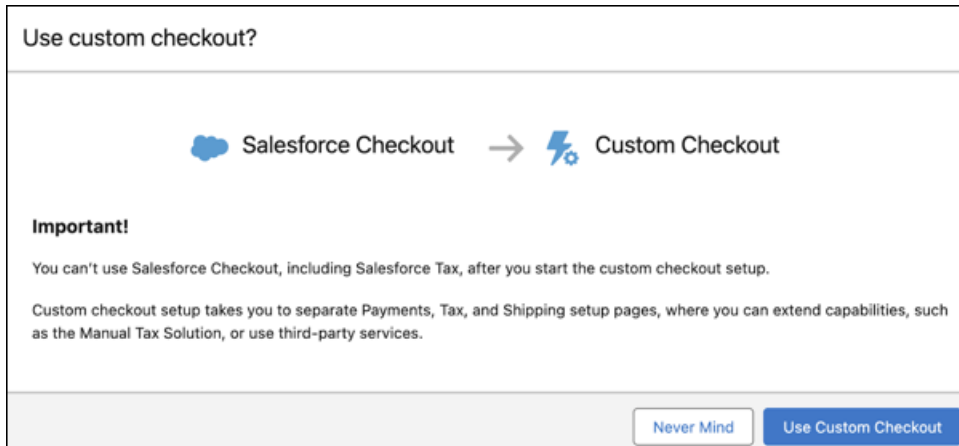 Use custom checkout?
Salesforce Checkout → Custom Checkout
Important!
You can't use Salesforce Checkout, including Salesforce Tax, after you start the custom checkout setup.
Custom checkout setup takes you to separate Payments, Tax, and Shipping setup pages, where you can extend capabilities, such
as the Manual Tax Solution, or use third-party services.
Never Mind Use Custom Checkout